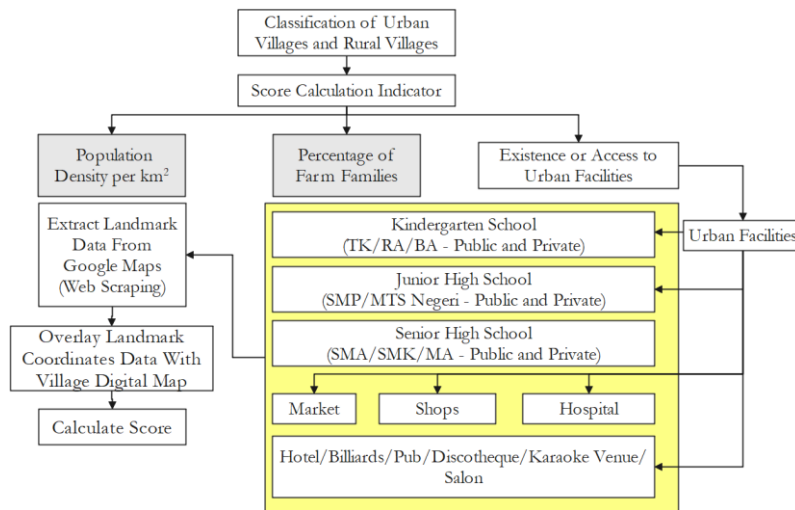 Classification of Urban
Villages and Rural Villages
Score Calculation Indicator
Population
Density per km²
Percentage of
Farm Families
Existence or Access to
Urban Facilities
Extract Landmark
Data From
Google Maps
(Web Scraping)
Kindergarten School
(TK/RA/BA - Public and Private)
Urban Facilities
Junior High School
(SMP/MTS Negeri - Public and Private)
Overlay Landmark
Coordinates Data With
Village Digital Map
Senior High School
(SMA/SMK/MA - Public and Private)
Calculate Score
Market
Shops
Hospital
Hotel/Billiards/Pub/Discotheque/Karaoke Venue/
Salon